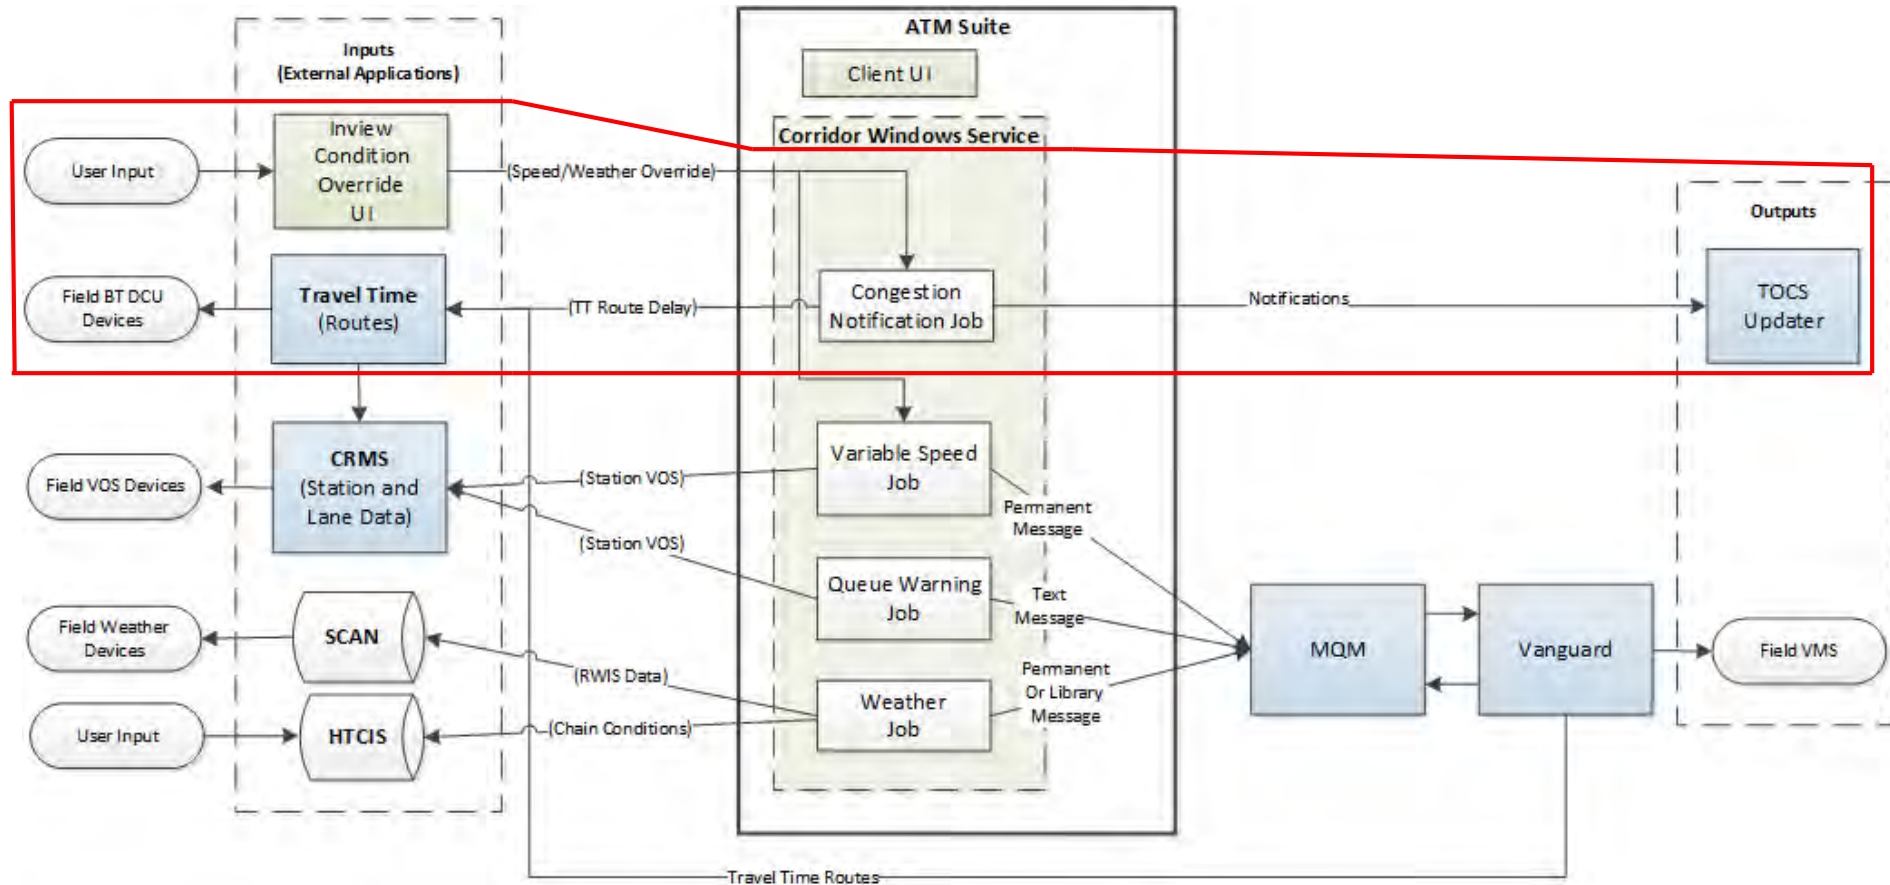 ATM Suite
Inputs
(External Applications)
Client UI
Corridor Windows Service
User Input
Inview
Condition
Override
UI
(Speed/Weather Override)
Outputs
Field BT DCU
Devices
Travel Time
(Routes)
(TT Route Delay)
Congestion
Notification Job
Notifications
TOCS
Updater
Field VOS Devices
CRMS
(Station and
Lane Data)
(Station VOS)
(Station VOS)
Variable Speed
Job
Permanent
Message
Queue Warning
Job
Text
Message
Field Weather
Devices
SCAN
(RWIS Data)
Weather
Job
Permanent
Or Library
Message
MQM
Vanguard
Field VMS
User Input
HTCIS
(Chain Conditions)
Travel Time Routes